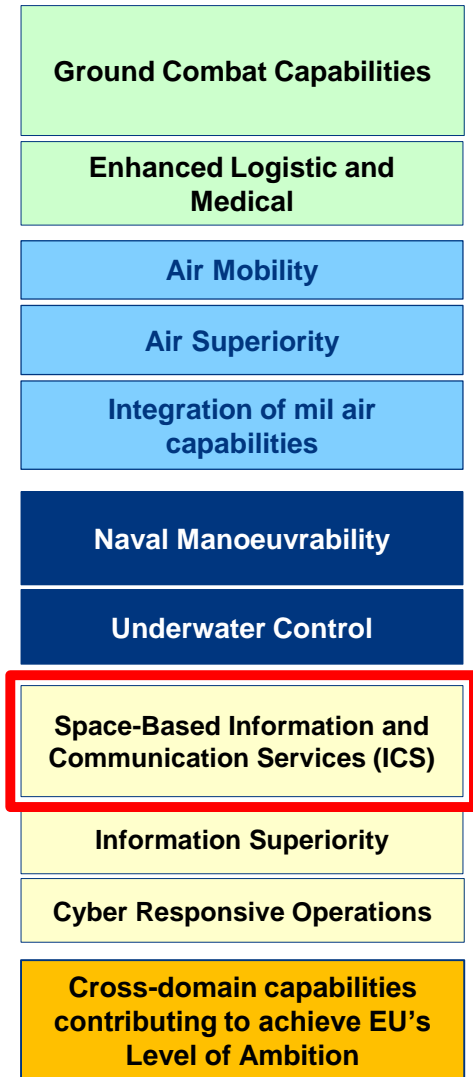 Ground Combat Capabilities
Enhanced Logistic and
Medical
Air Mobility
Air Superiority
Integration of mil air
capabilities
Naval Manoeuvrability
Underwater Control
Space-Based Information and
Communication Services (ICS)
Information Superiority
Cyber Responsive Operations
Cross-domain capabilities
contributing to achieve EU's
Level of Ambition